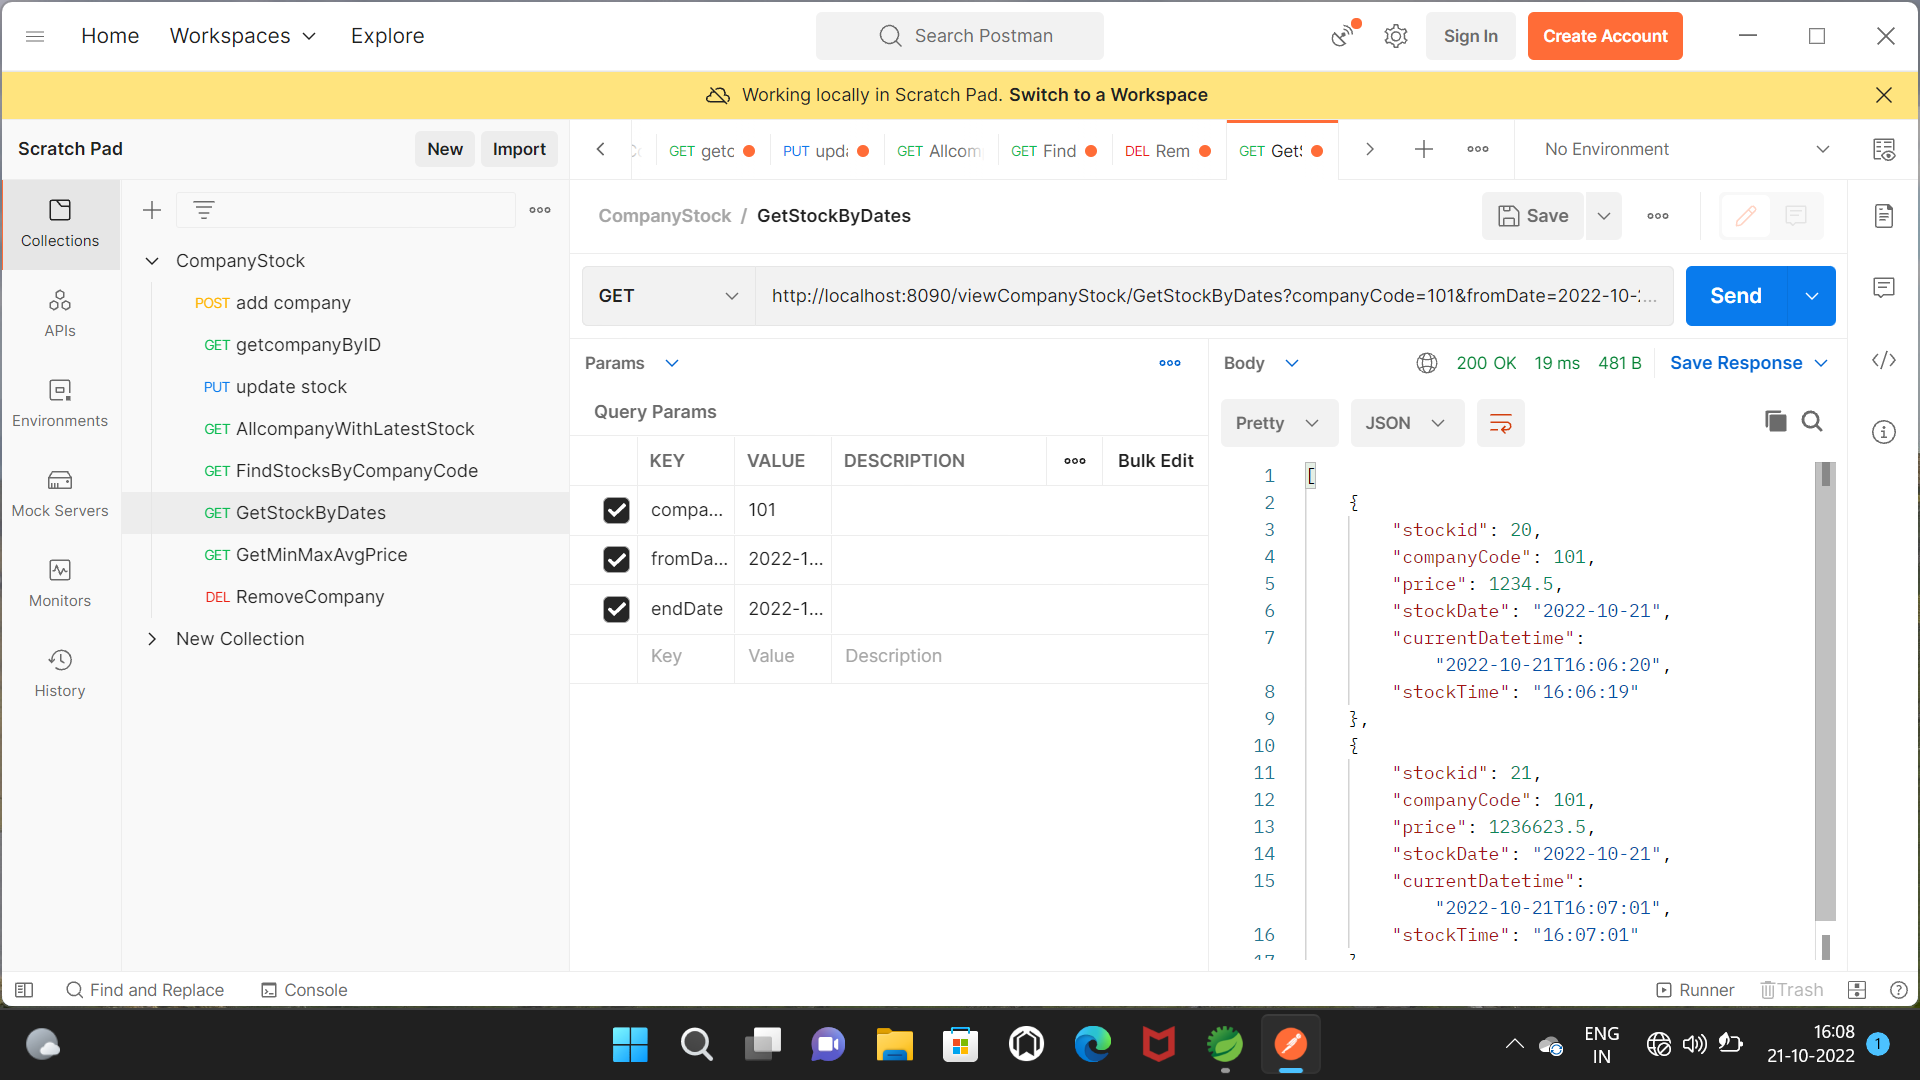 Home Workspaces Explore
Search Postman
Sign In Create Account
Working locally in Scratch Pad. Switch to a Workspace
Scratch Pad New Import
GET getc PUT upda GET Allcom GET Find DEL Rem GET GetS
No Environment
Collections
APIs
Environments
Mock Servers
Monitors
History
CompanyStock
POST add company
GET getcompanyByID
PUT update stock
GET AllcompanyWithLatestStock
GET FindStocksByCompanyCode
GET GetStockByDates
GET GetMinMaxAvgPrice
DEL RemoveCompany
New Collection
CompanyStock / GetStockByDates
Save
GET http://localhost:8090/viewCompanyStock/GetStockByDates?companyCode=101&fromDate=2022-10-...
Send
Params
Query Params
KEY VALUE DESCRIPTION Bulk Edit
compa... 101
fromDa... 2022-1...
endDate 2022-1...
Key Value Description
Body 200 OK 19 ms 481 B Save Response
Pretty JSON
1 [
2 {
3 "stockid": 20,
4 "companyCode": 101,
5 "price": 1234.5,
6 "stockDate": "2022-10-21",
7 "currentDatetime":
"2022-10-21T16:06:20",
8 "stockTime": "16:06:19"
9 },
10 {
11 "stockid": 21,
12 "companyCode": 101,
13 "price": 1236623.5,
14 "stockDate": "2022-10-21",
15 "currentDatetime":
"2022-10-21T16:07:01",
16 "stockTime": "16:07:01"
17 }
Find and Replace Console
Runner Trash
ENG
IN
16:08
21-10-2022
1